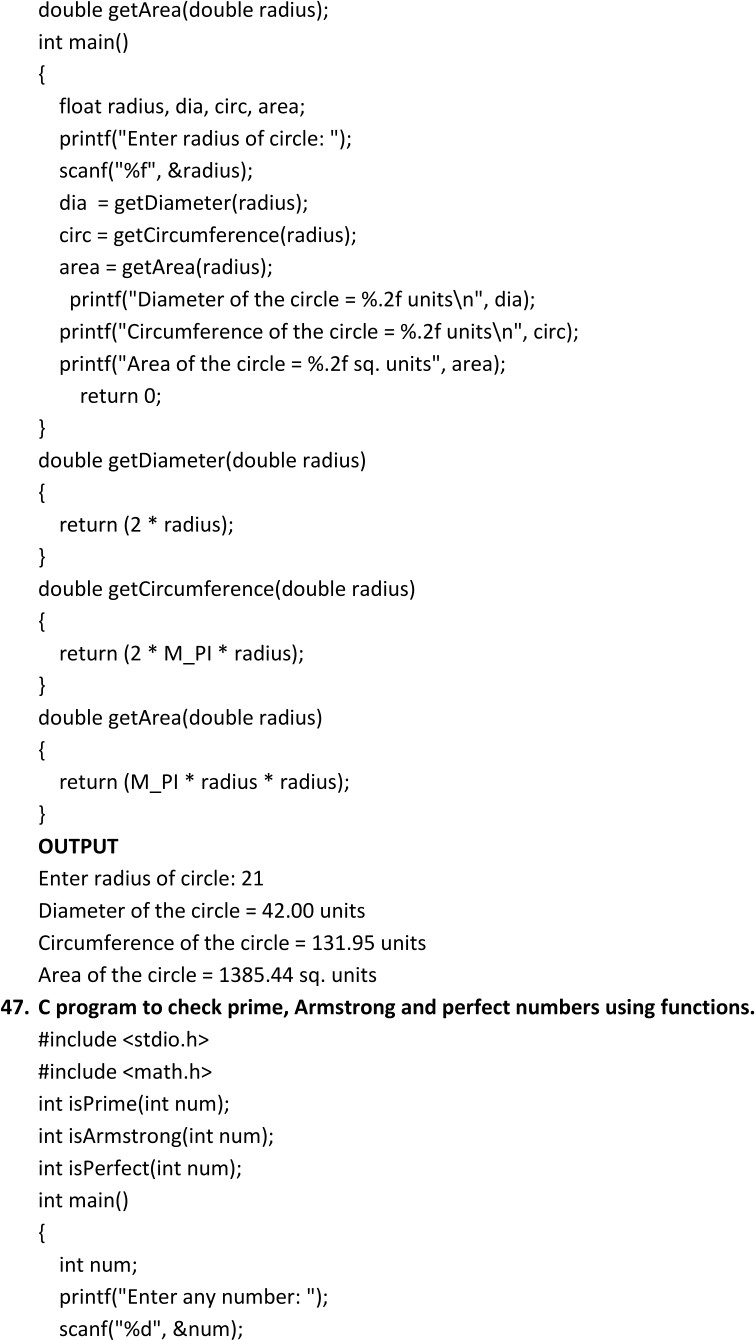 double getArea(double radius);
int main()
{
float radius, dia, circ, area;
printf("Enter radius of circle: ");
scanf("%f", &radius);
dia  = getDiameter(radius);
circ = getCircumference(radius);
area = getArea(radius);
printf("Diameter of the circle = %.2f units\n", dia);
printf("Circumference of the circle = %.2f units\n", circ);
printf("Area of the circle = %.2f sq. units", area);
return 0;
}
double getDiameter(double radius)
{
return (2 * radius);
}
double getCircumference(double radius)
{
return (2 * M_PI * radius);
}
double getArea(double radius)
{
return (M_PI * radius * radius);
}
OUTPUT
Enter radius of circle: 21
Diameter of the circle = 42.00 units
Circumference of the circle = 131.95 units
Area of the circle = 1385.44 sq. units
47. C program to check prime, Armstrong and perfect numbers using functions.
#include <stdio.h>
#include <math.h>
int isPrime(int num);
int isArmstrong(int num);
int isPerfect(int num);
int main()
{
int num;
printf("Enter any number: ");
scanf("%d", &num);